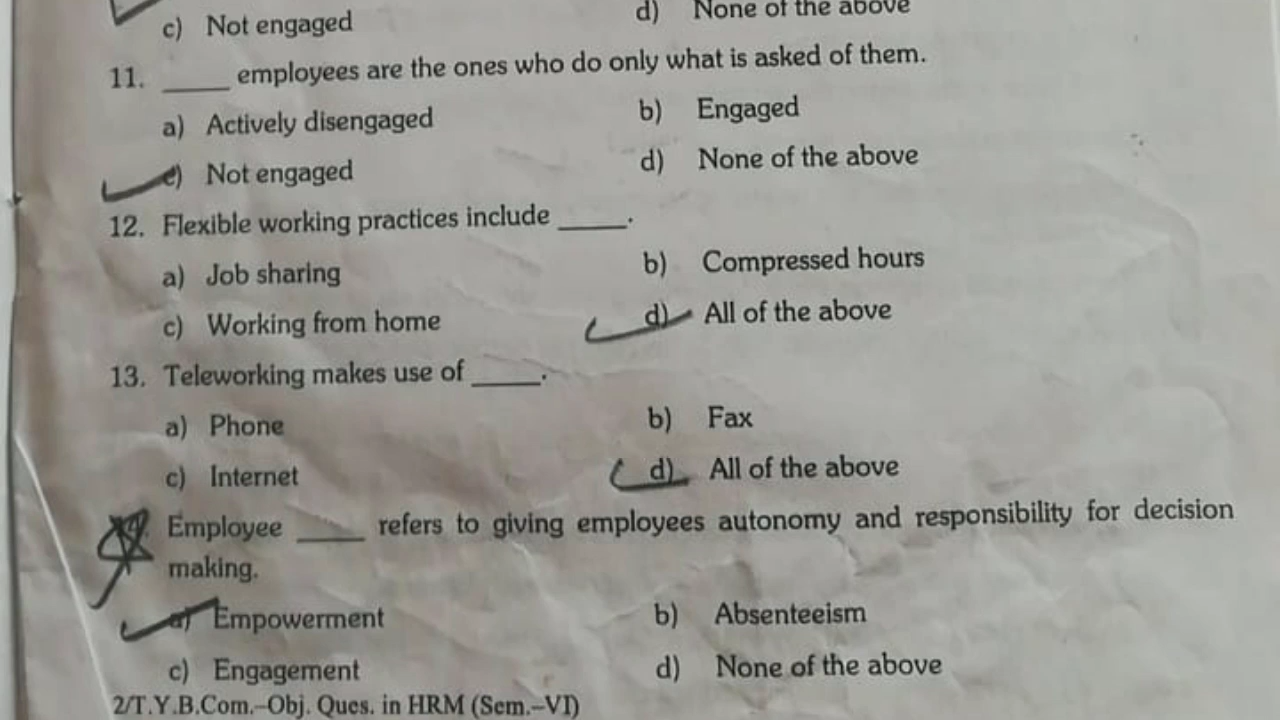 c) Not engaged d) None of the above
11. _____ employees are the ones who do only what is asked of them.
a) Actively disengaged b) Engaged
c) Not engaged d) None of the above
12. Flexible working practices include _____.
a) Job sharing b) Compressed hours
c) Working from home d) All of the above
13. Teleworking makes use of _____.
a) Phone b) Fax
c) Internet d) All of the above
Employee _____ refers to giving employees autonomy and responsibility for decision
making.
a) Empowerment b) Absenteeism
c) Engagement d) None of the above
2/T.Y.B.Com.–Obj. Ques. in HRM (Sem.–VI)